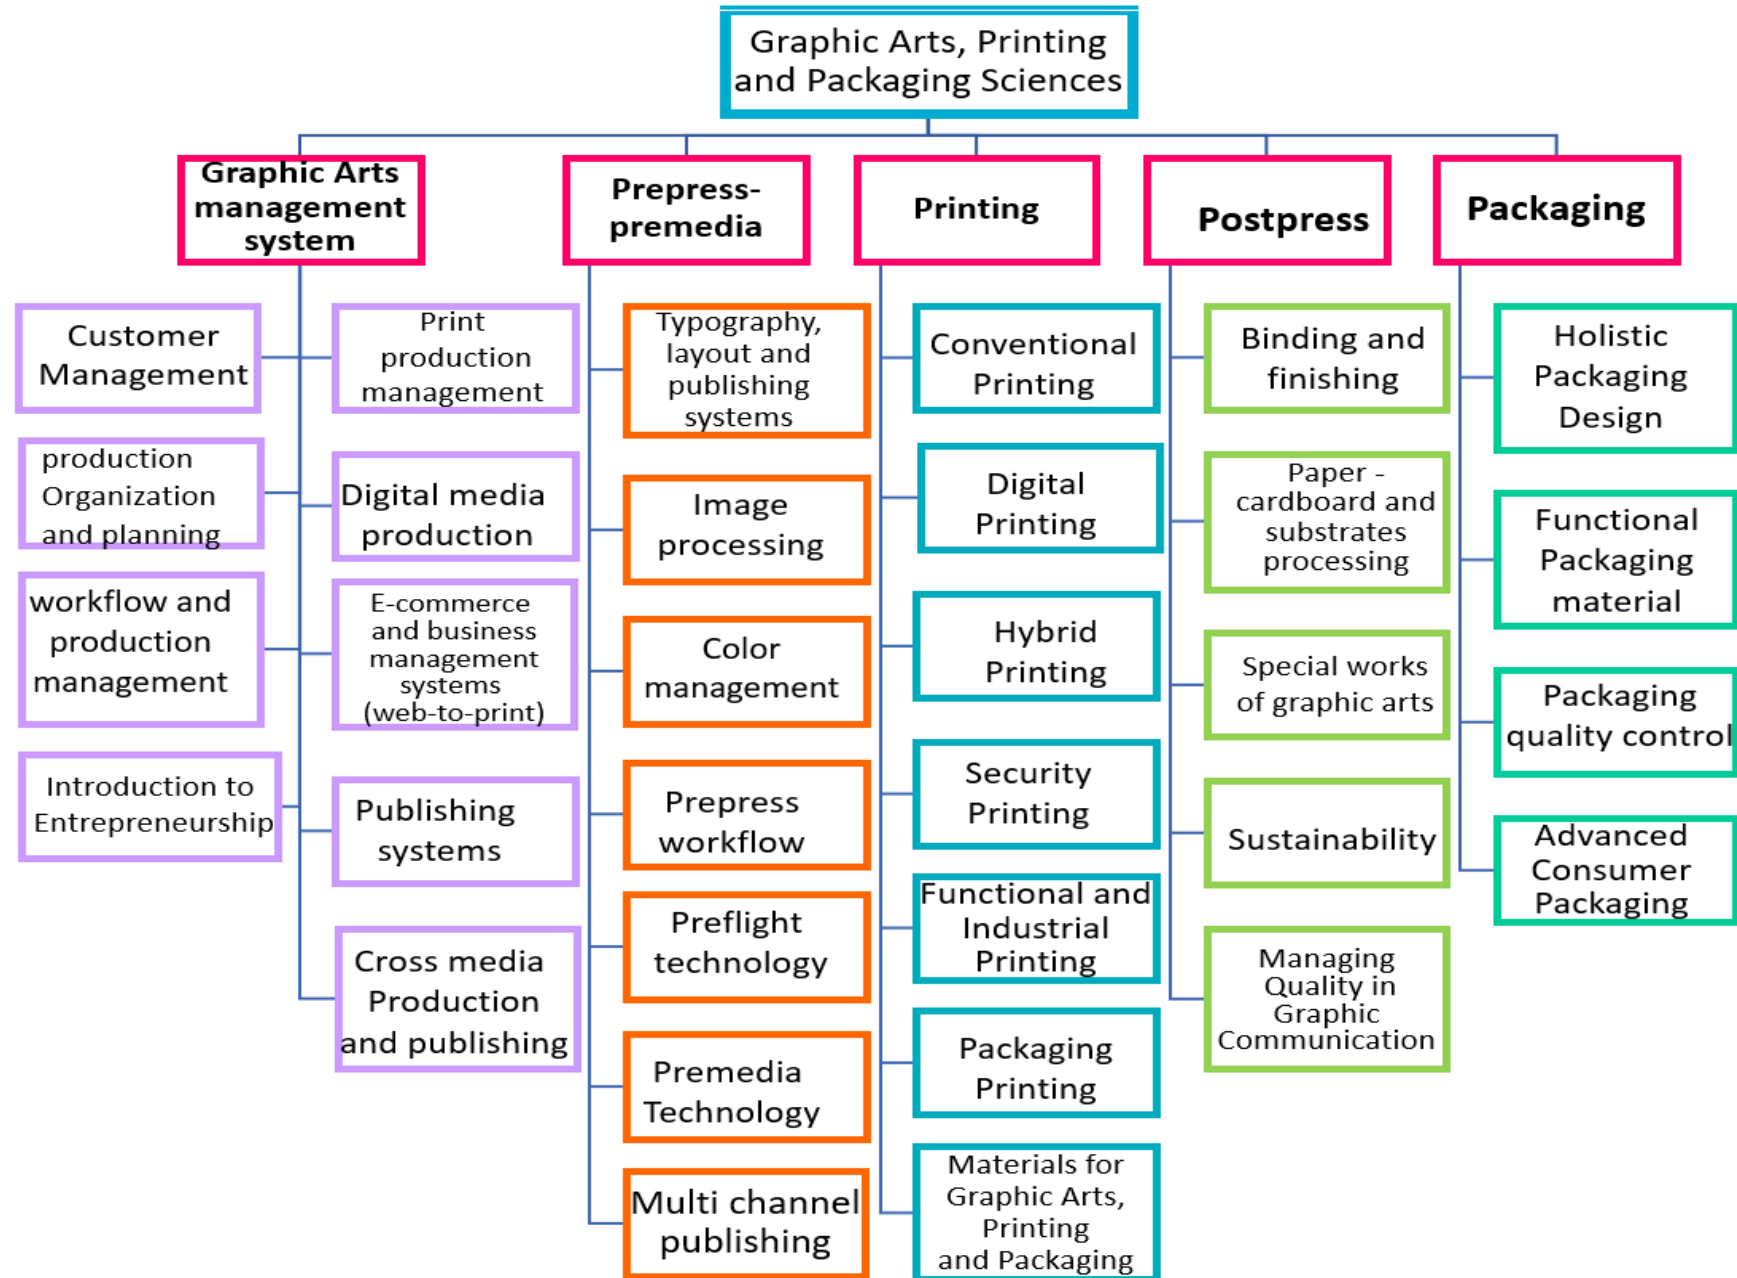 Graphic Arts, Printing
and Packaging Sciences
Graphic Arts
management
system
Prepress-
premedia
Printing
Postpress
Packaging
Customer
Management
production
Organization
and planning
workflow and
production
management
Introduction to
Entrepreneurship
Print
production
management
Digital media
production
E-commerce
and business
management
systems
(web-to-print)
Publishing
systems
Cross media
Production
and publishing
Typography,
layout and
publishing
systems
Image
processing
Color
management
Prepress
workflow
Preflight
technology
Premedia
Technology
Multi channel
publishing
Conventional
Printing
Digital
Printing
Hybrid
Printing
Security
Printing
Functional and
Industrial
Printing
Packaging
Printing
Materials for
Graphic Arts,
Printing
and Packaging
Binding and
finishing
Paper -
cardboard and
substrates
processing
Special works
of graphic arts
Sustainability
Managing
Quality in
Graphic
Communication
Holistic
Packaging
Design
Functional
Packaging
material
Packaging
quality control
Advanced
Consumer
Packaging